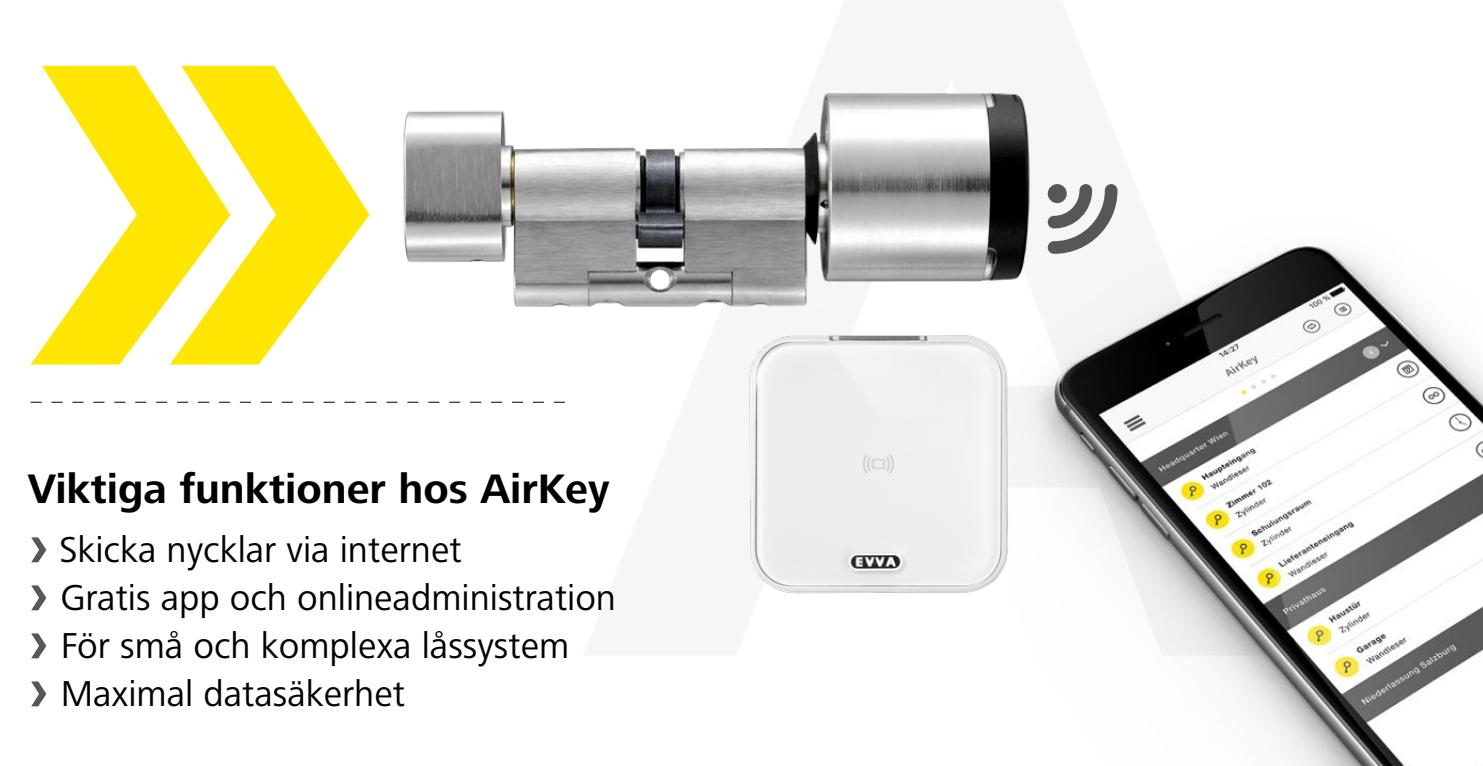 Viktiga funktioner hos AirKey
❯ Skicka nycklar via internet
❯ Gratis app och onlineadministration
❯ För små och komplexa låssystem
❯ Maximal datasäkerhet
EVVA
100 %
14:27
AirKey
Headquarter Wien
Haupteingang
Wandleser
Zimmer 102
Zylinder
Schulungsraum
Zylinder
Lieferanteneingang
Wandleser
Privathaus
Haustür
Zylinder
Garage
Wandleser
Niederlassung Salzburg